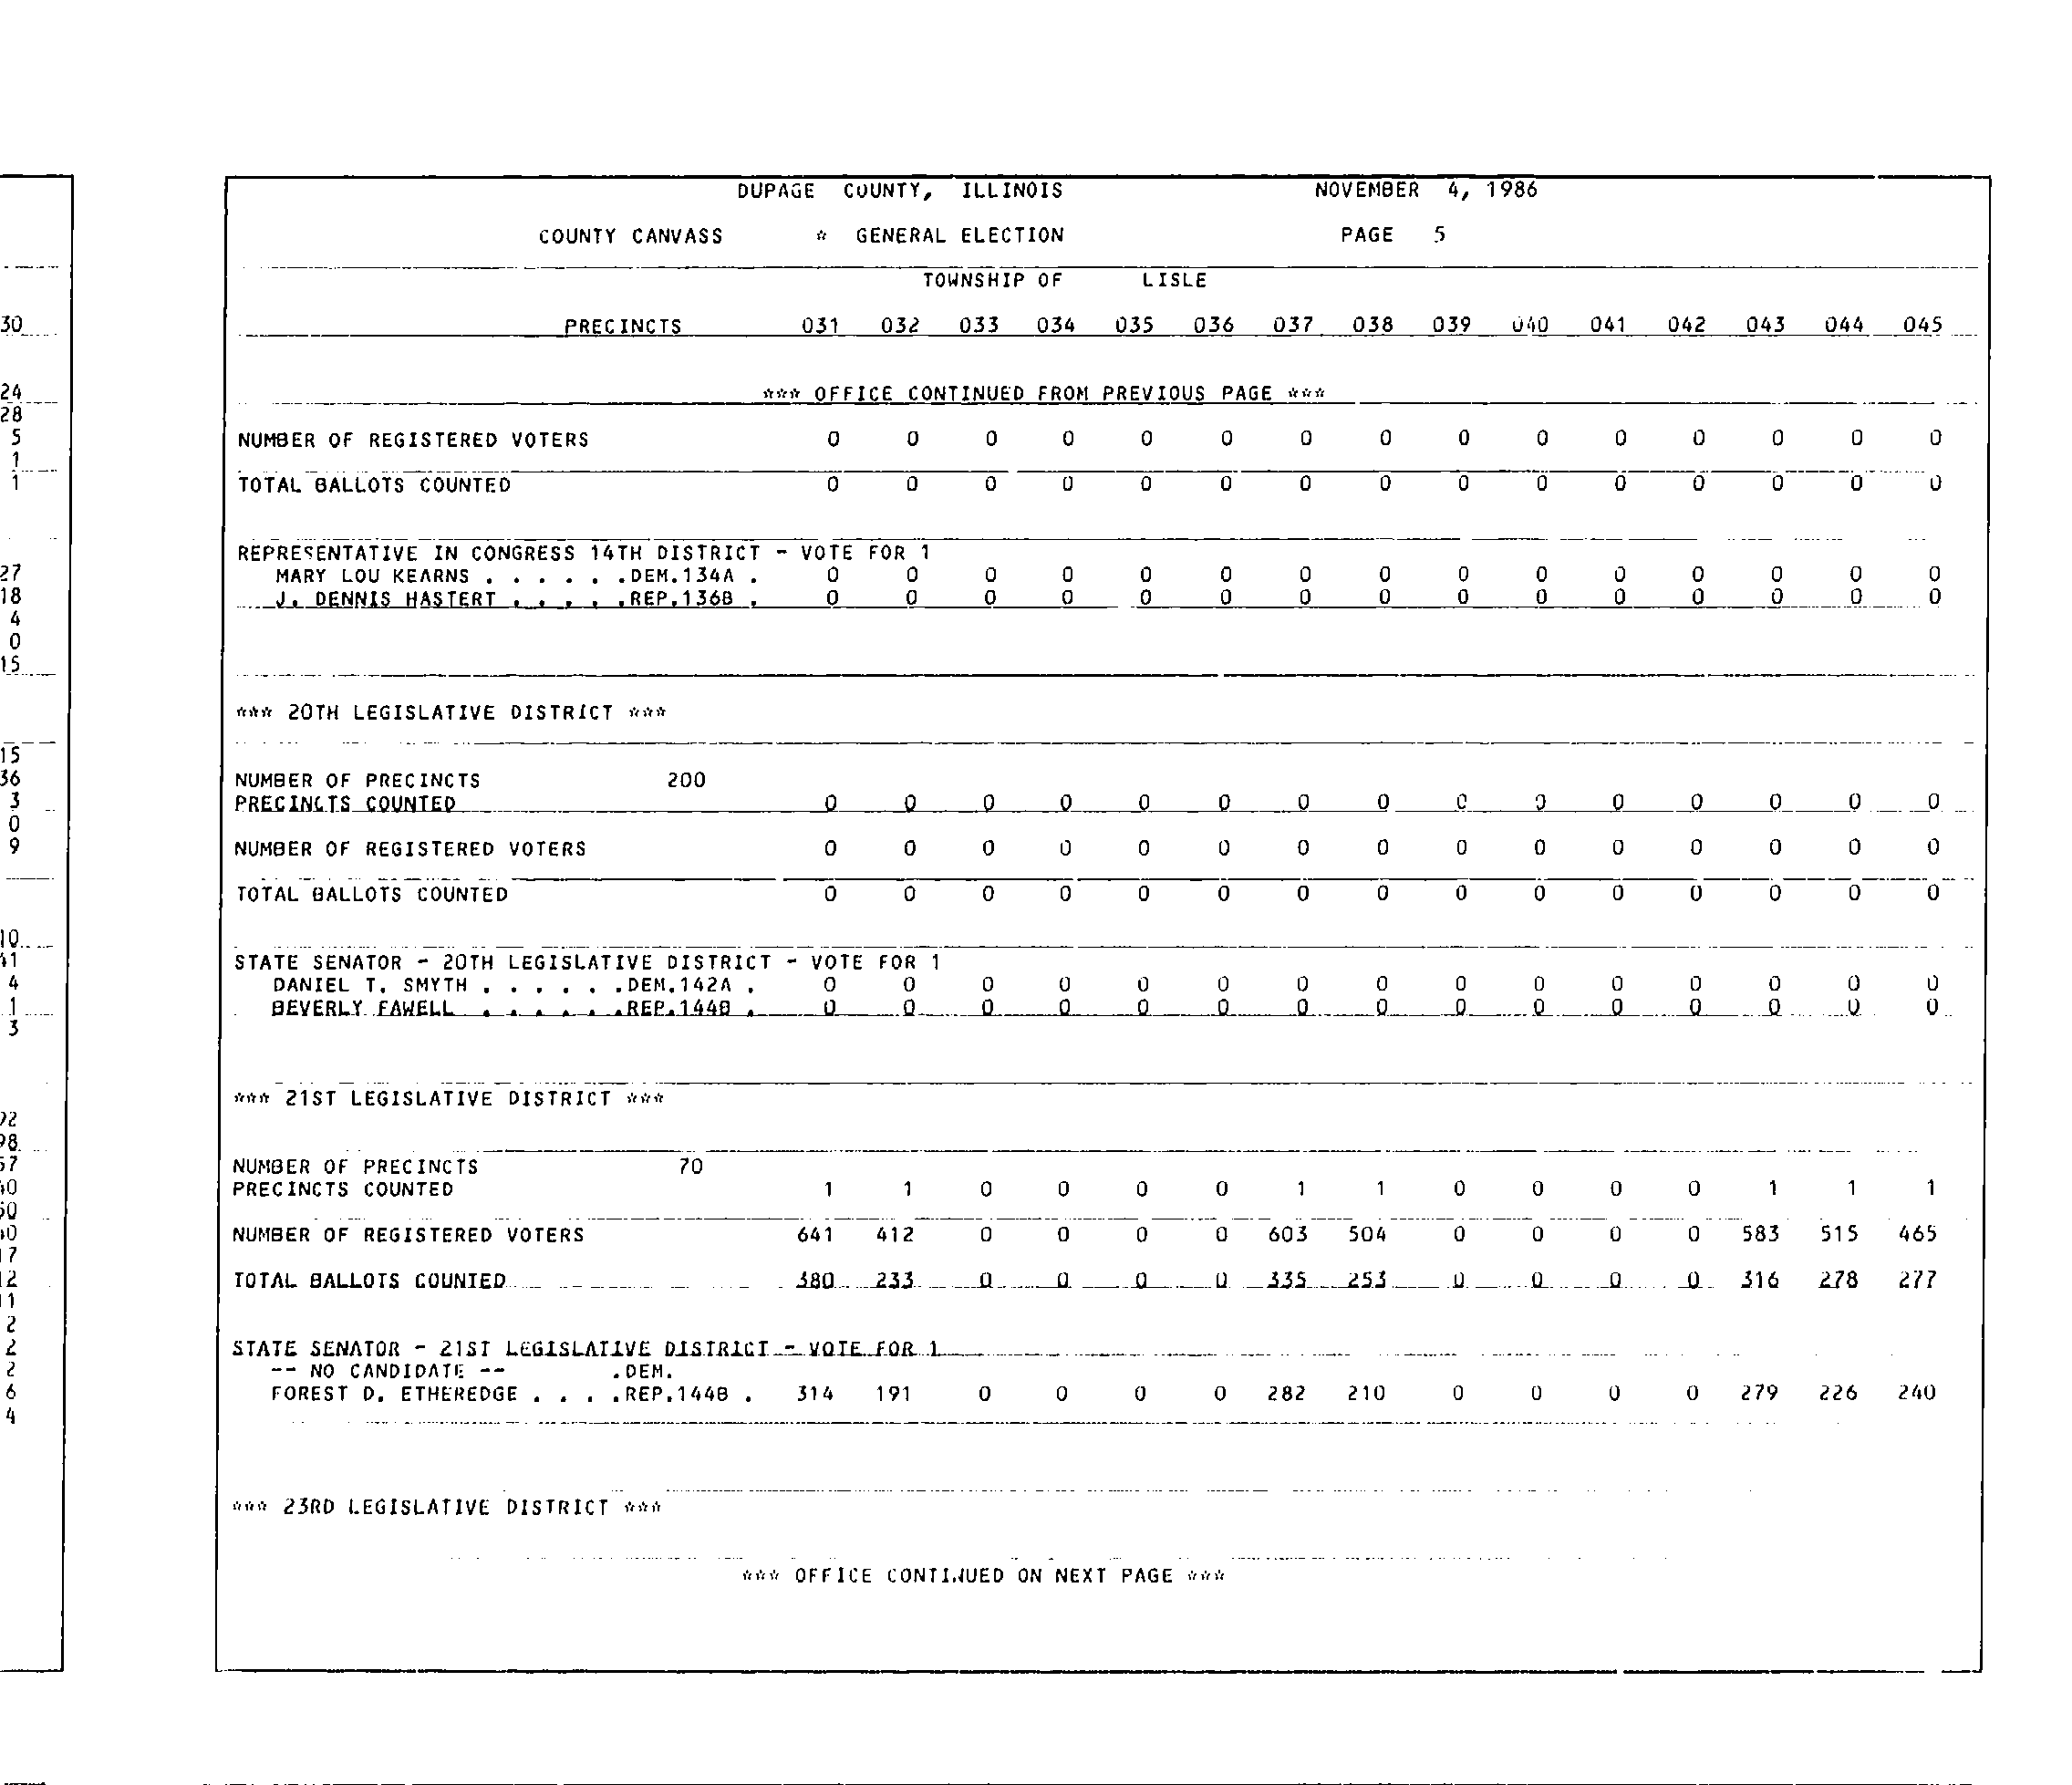 30
24
28
5
1
1
27
18
4
0
15
15
36
3
0
9
10
41
4
1
3
2
2
2
6
4
DUPAGE COUNTY, ILLINOIS NOVEMBER 4, 1986
COUNTY CANVASS * GENERAL ELECTION PAGE 5
TOWNSHIP OF LISLE
PRECINCTS 031 032 033 034 035 036 037 038 039 040 041 042 043 044 045
*** OFFICE CONTINUED FROM PREVIOUS PAGE ***
NUMBER OF REGISTERED VOTERS 0 0 0 0 0 0 0 0 0 0 0 0 0 0 0
TOTAL BALLOTS COUNTED 0 0 0 0 0 0 0 0 0 0 0 0 0 0 0
REPRESENTATIVE IN CONGRESS 14TH DISTRICT - VOTE FOR 1
MARY LOU KEARNS . . . . . .DEM.134A . 0 0 0 0 0 0 0 0 0 0 0 0 0 0 0
J. DENNIS HASTERT . . . . .REP.136B . 0 0 0 0 0 0 0 0 0 0 0 0 0 0 0
*** 20TH LEGISLATIVE DISTRICT ***
NUMBER OF PRECINCTS 200
PRECINCTS COUNTED 0 0 0 0 0 0 0 0 0 0 0 0 0 0 0
NUMBER OF REGISTERED VOTERS 0 0 0 0 0 0 0 0 0 0 0 0 0 0 0
TOTAL BALLOTS COUNTED 0 0 0 0 0 0 0 0 0 0 0 0 0 0 0
STATE SENATOR - 20TH LEGISLATIVE DISTRICT - VOTE FOR 1
DANIEL T. SMYTH . . . . . .DEM.142A . 0 0 0 0 0 0 0 0 0 0 0 0 0 0 0
BEVERLY FAWELL . . . . . .REP.144B . 0 0 0 0 0 0 0 0 0 0 0 0 0 0 0
*** 21ST LEGISLATIVE DISTRICT ***
NUMBER OF PRECINCTS 70
PRECINCTS COUNTED 1 1 0 0 0 0 1 1 0 0 0 0 1 1 1
NUMBER OF REGISTERED VOTERS 641 412 0 0 0 0 603 504 0 0 0 0 583 515 465
TOTAL BALLOTS COUNTED 380 233 0 0 0 0 335 253 0 0 0 0 316 278 277
STATE SENATOR - 21ST LEGISLATIVE DISTRICT - VOTE FOR 1
-- NO CANDIDATE -- .DEM.
FOREST D. ETHEREDGE . . . .REP.144B . 314 191 0 0 0 0 282 210 0 0 0 0 279 226 240
*** 23RD LEGISLATIVE DISTRICT ***
*** OFFICE CONTINUED ON NEXT PAGE ***